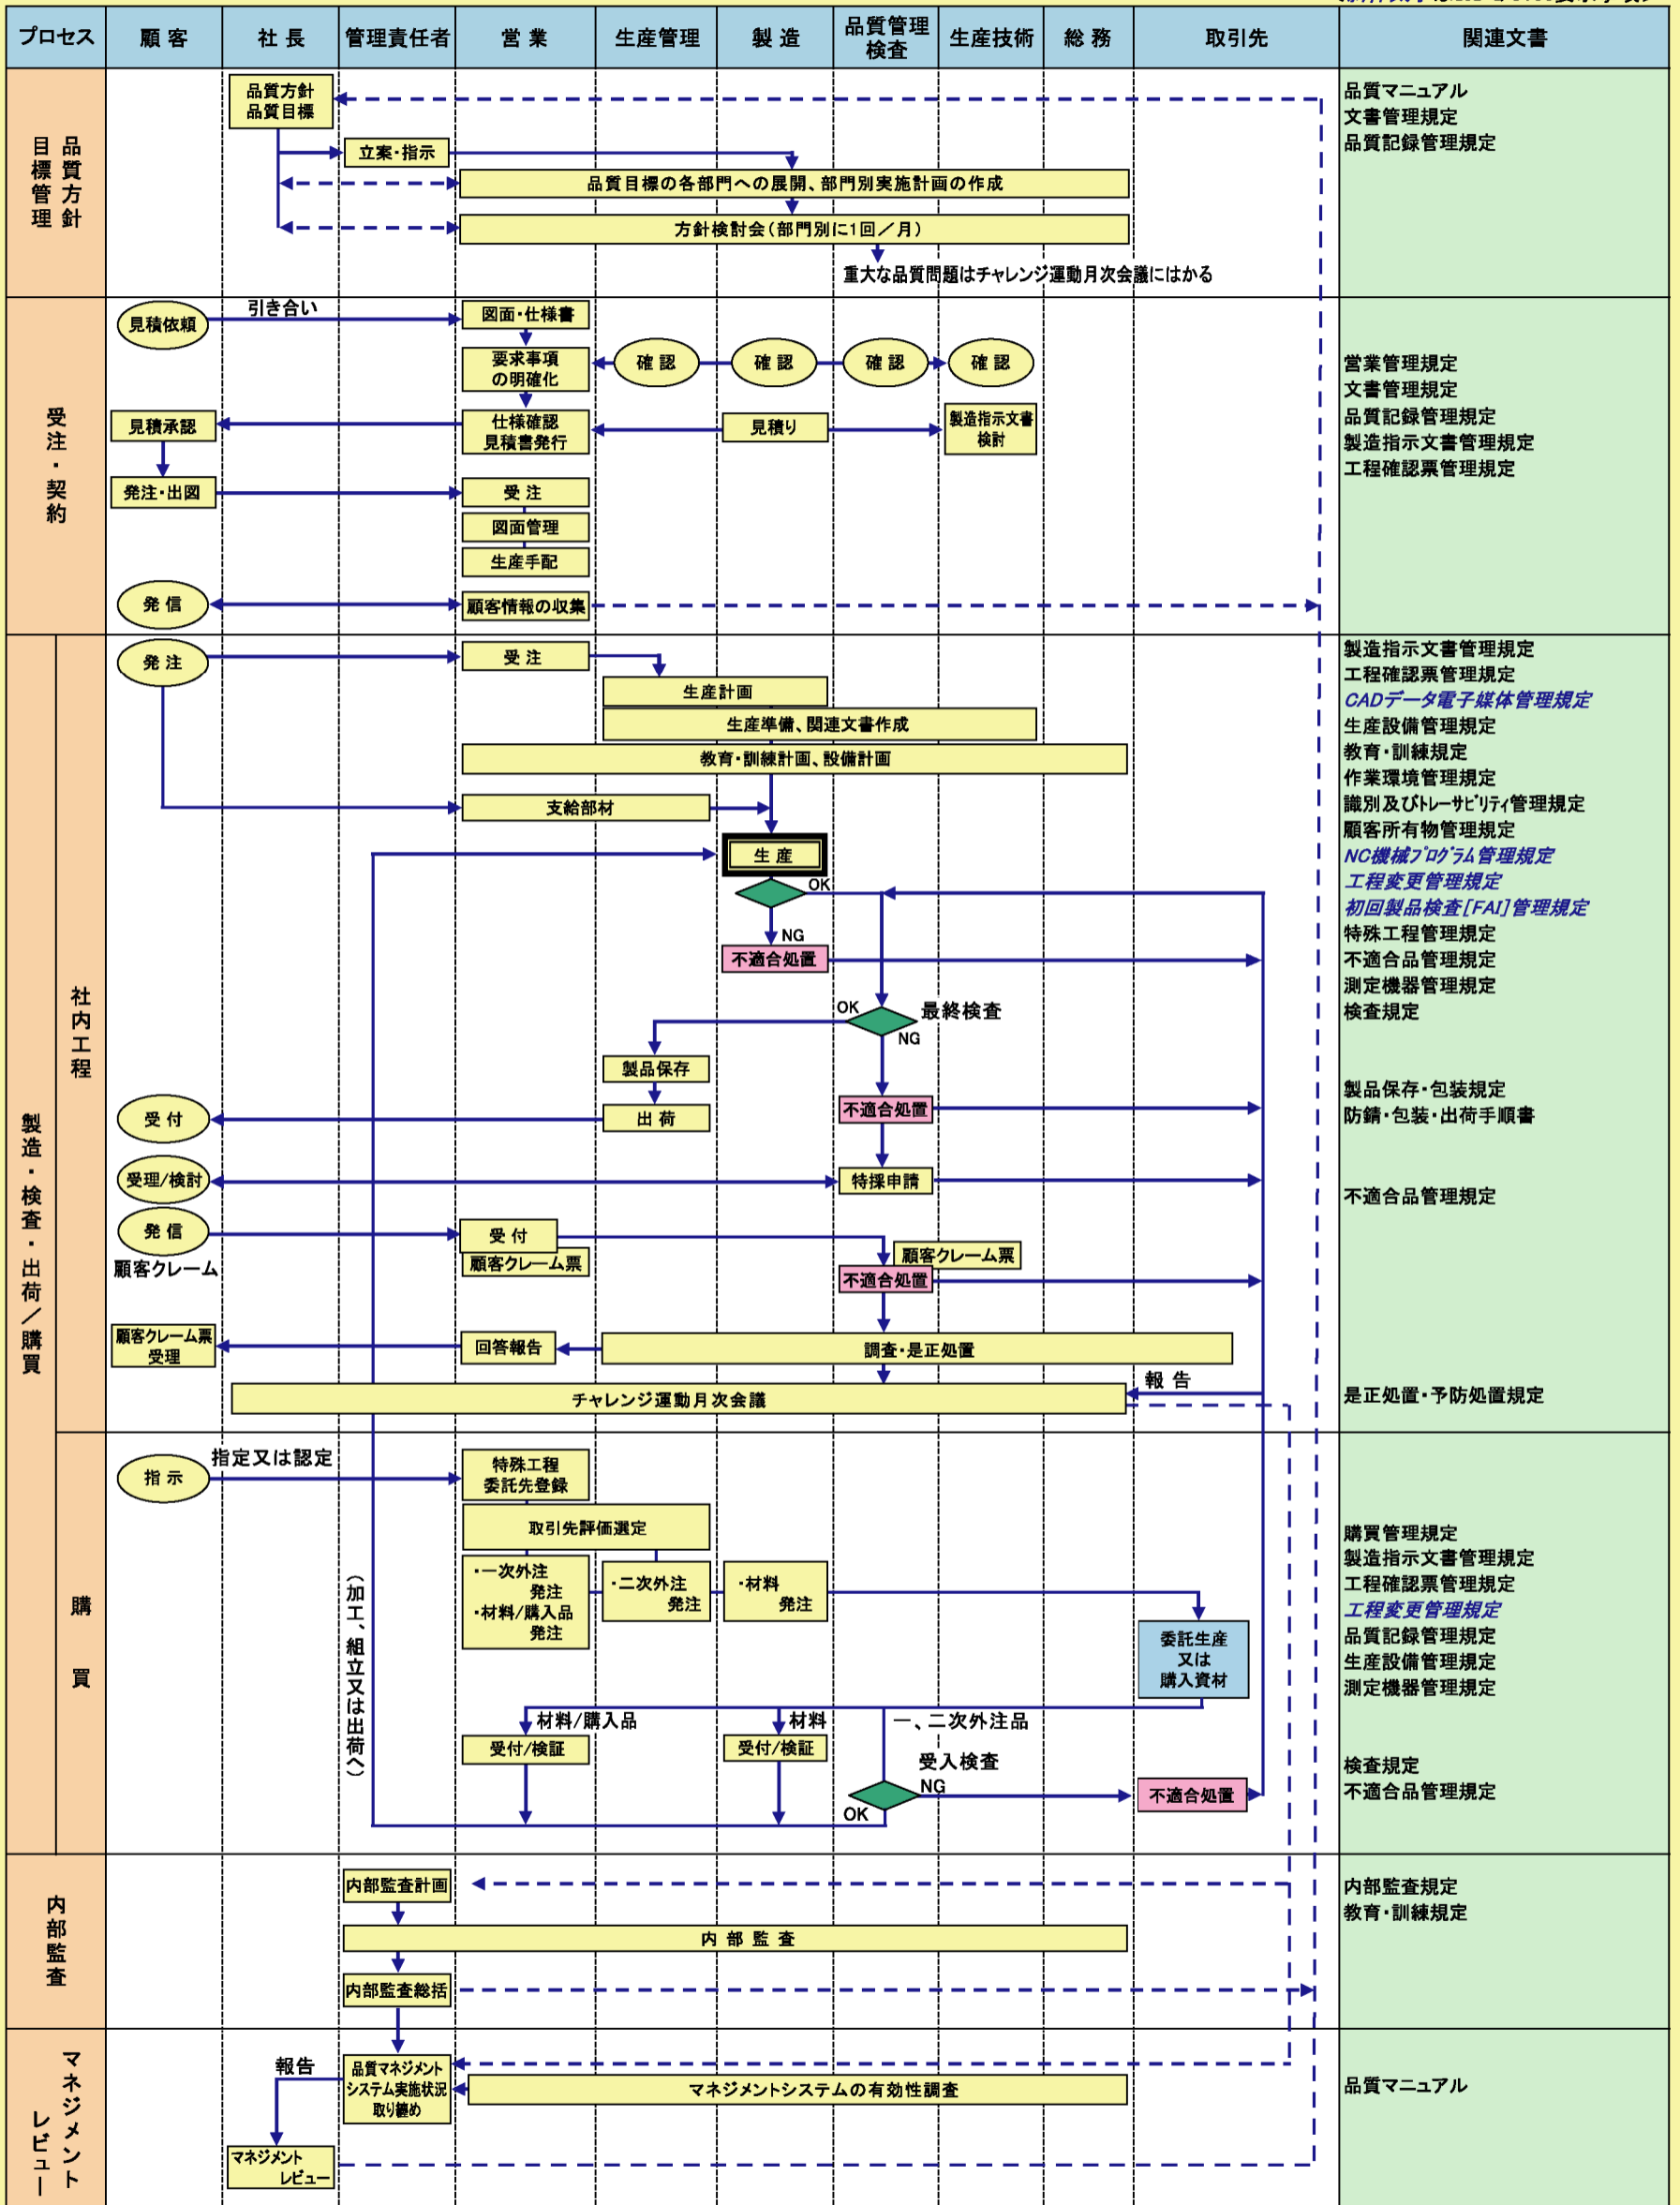 プロセス
顧 客
社 長
管理責任者
営 業
生産管理
製 造
品質管理
検査
生産技術
総 務
取引先
関連文書
品質方針
目標管理
品質方針
品質目標
立案・指示
品質目標の各部門への展開、部門別実施計画の作成
方針検討会(部門別に1回/月)
重大な品質問題はチャレンジ運動月次会議にはかる
品質マニュアル
文書管理規定
品質記録管理規定
受注・契約
見積依頼
引き合い
図面・仕様書
要求事項
の明確化
確 認
確 認
確 認
確 認
見積承認
仕様確認
見積書発行
見積り
製造指示文書
検討
発注・出図
受 注
図面管理
生産手配
発 信
顧客情報の収集
営業管理規定
文書管理規定
品質記録管理規定
製造指示文書管理規定
工程確認票管理規定
製造・検査・出荷/購買
社内工程
発 注
受 注
生産計画
生産準備、関連文書作成
教育・訓練計画、設備計画
支給部材
生 産
OK
NG
不適合処置
OK
最終検査
NG
製品保存
不適合処置
受 付
出 荷
受理/検討
特採申請
発 信
顧客クレーム
受 付
顧客クレーム票
顧客クレーム票
不適合処置
顧客クレーム票
受理
回答報告
調査・是正処置
報 告
チャレンジ運動月次会議
製造指示文書管理規定
工程確認票管理規定
CADデータ電子媒体管理規定
生産設備管理規定
教育・訓練規定
作業環境管理規定
識別及びトレーサビリティ管理規定
顧客所有物管理規定
NC機械プログラム管理規定
工程変更管理規定
初回製品検査[FAI]管理規定
特殊工程管理規定
不適合品管理規定
測定機器管理規定
検査規定
製品保存・包装規定
防錆・包装・出荷手順書
不適合品管理規定
是正処置・予防処置規定
購 買
指 示
指定又は認定
特殊工程
委託先登録
取引先評価選定
・一次外注
発注
・材料/購入品
発注
・二次外注
発注
・材料
発注
委託生産
又は
購入資材
(加工、組立又は出荷へ)
材料/購入品
材料
一、二次外注品
受付/検証
受付/検証
受入検査
NG
OK
不適合処置
購買管理規定
製造指示文書管理規定
工程確認票管理規定
工程変更管理規定
品質記録管理規定
生産設備管理規定
測定機器管理規定
検査規定
不適合品管理規定
内部監査
内部監査計画
内 部 監 査
内部監査総括
内部監査規定
教育・訓練規定
マネジメント
レビュー
報告
品質マネジメント
システム実施状況
取り纏め
マネジメントシステムの有効性調査
マネジメント
レビュー
品質マニュアル